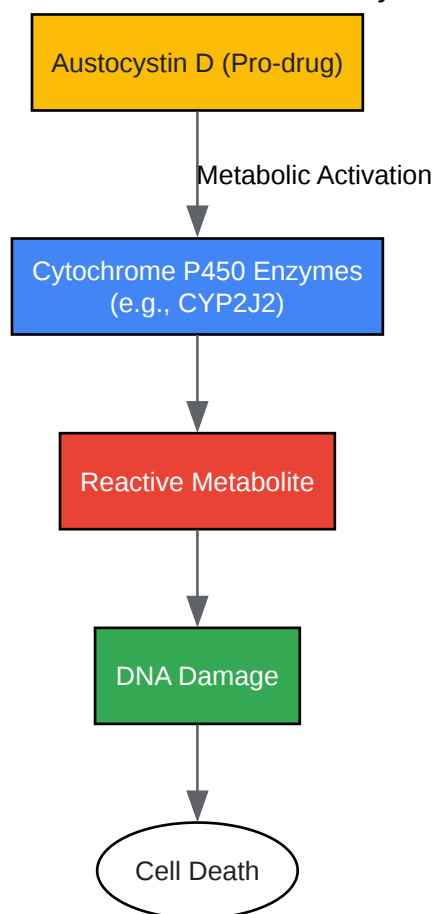 Austocystin D (Pro-drug)
Metabolic Activation
Cytochrome P450 Enzymes
(e.g., CYP2J2)
Reactive Metabolite
DNA Damage
Cell Death